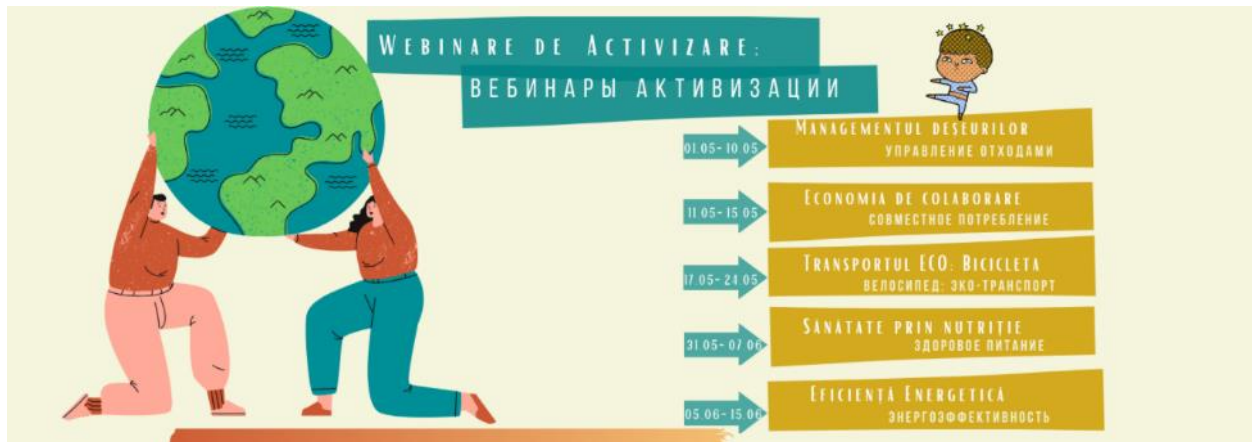 WEBINARE DE ACTIVIZARE:
ВЕБИНАРЫ АКТИВИЗАЦИИ
01.05-10.05
MANAGEMENTUL DEȘEURILOR
УПРАВЛЕНИЕ ОТХОДАМИ
11.05-15.05
ECONOMIA DE COLABORARE
СОВМЕСТНОЕ ПОТРЕБЛЕНИЕ
17.05-24.05
TRANSPORTUL ECO: BICICLETA
ВЕЛОСИПЕД: ЭКО-ТРАНСПОРТ
31.05-07.06
SĂNĂTATE PRIN NUTRIȚIE
ЗДОРОВОЕ ПИТАНИЕ
05.06-15.06
EFICIENȚĂ ENERGETICĂ
ЭНЕРГОЭФФЕКТИВНОСТЬ